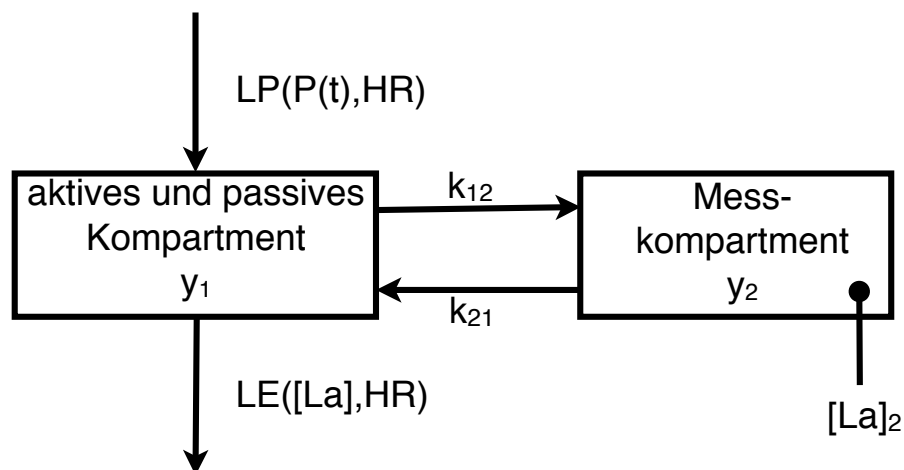 LP(P(t),HR)
aktives und passives
Kompartment
y₁
k₁₂
k₂₁
Mess-
kompartment
y₂
LE([La],HR)
[La]₂